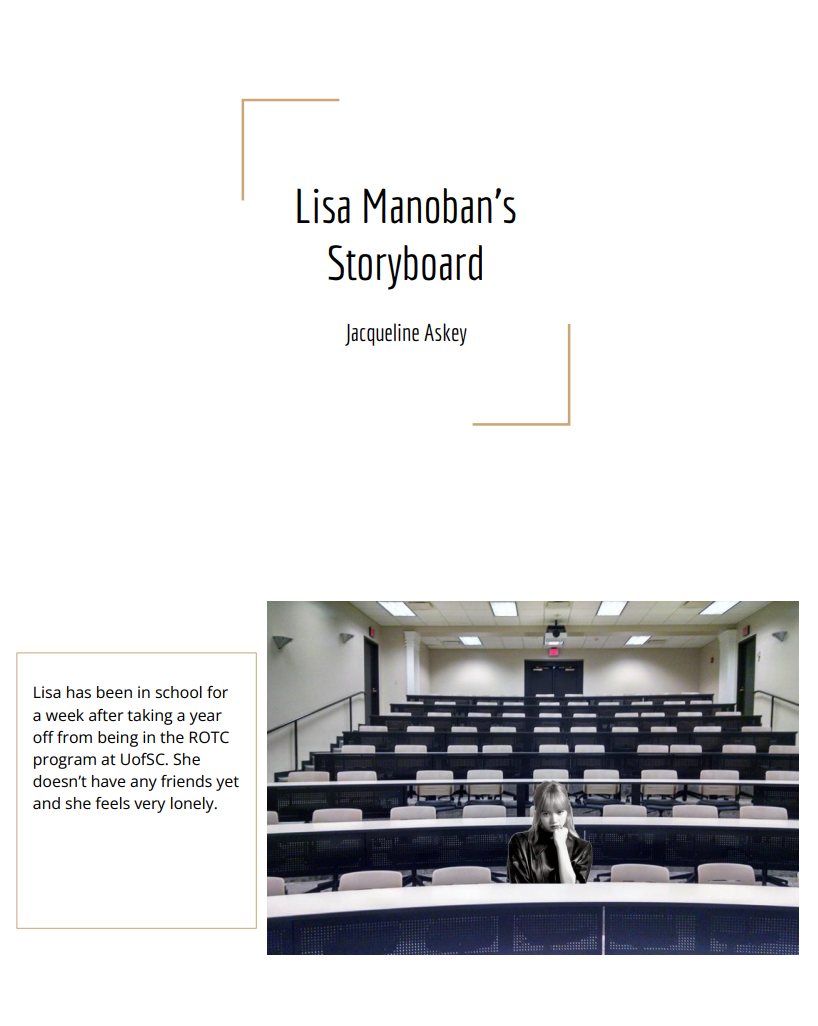 Lisa Manoban’s
Storyboard
Jacqueline Askey
Lisa has been in school for
a week after taking a year
off from being in the ROTC
program at UofSC. She
doesn’t have any friends yet
and she feels very lonely.